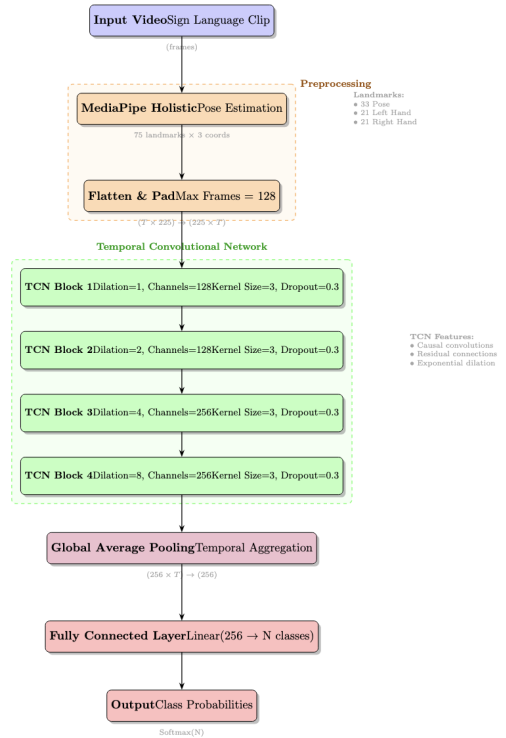 Input VideoSign Language Clip
(frames)
Preprocessing
Landmarks:
• 33 Pose
• 21 Left Hand
• 21 Right Hand
MediaPipe HolisticPose Estimation
75 landmarks × 3 coords
Flatten & PadMax Frames = 128
(T × 225) → (225 × T)
Temporal Convolutional Network
TCN Block 1Dilation=1, Channels=128Kernel Size=3, Dropout=0.3
TCN Block 2Dilation=2, Channels=128Kernel Size=3, Dropout=0.3
TCN Features:
• Causal convolutions
• Residual connections
• Exponential dilation
TCN Block 3Dilation=4, Channels=256Kernel Size=3, Dropout=0.3
TCN Block 4Dilation=8, Channels=256Kernel Size=3, Dropout=0.3
Global Average PoolingTemporal Aggregation
(256 × T) → (256)
Fully Connected LayerLinear(256 → N classes)
OutputClass Probabilities
Softmax(N)